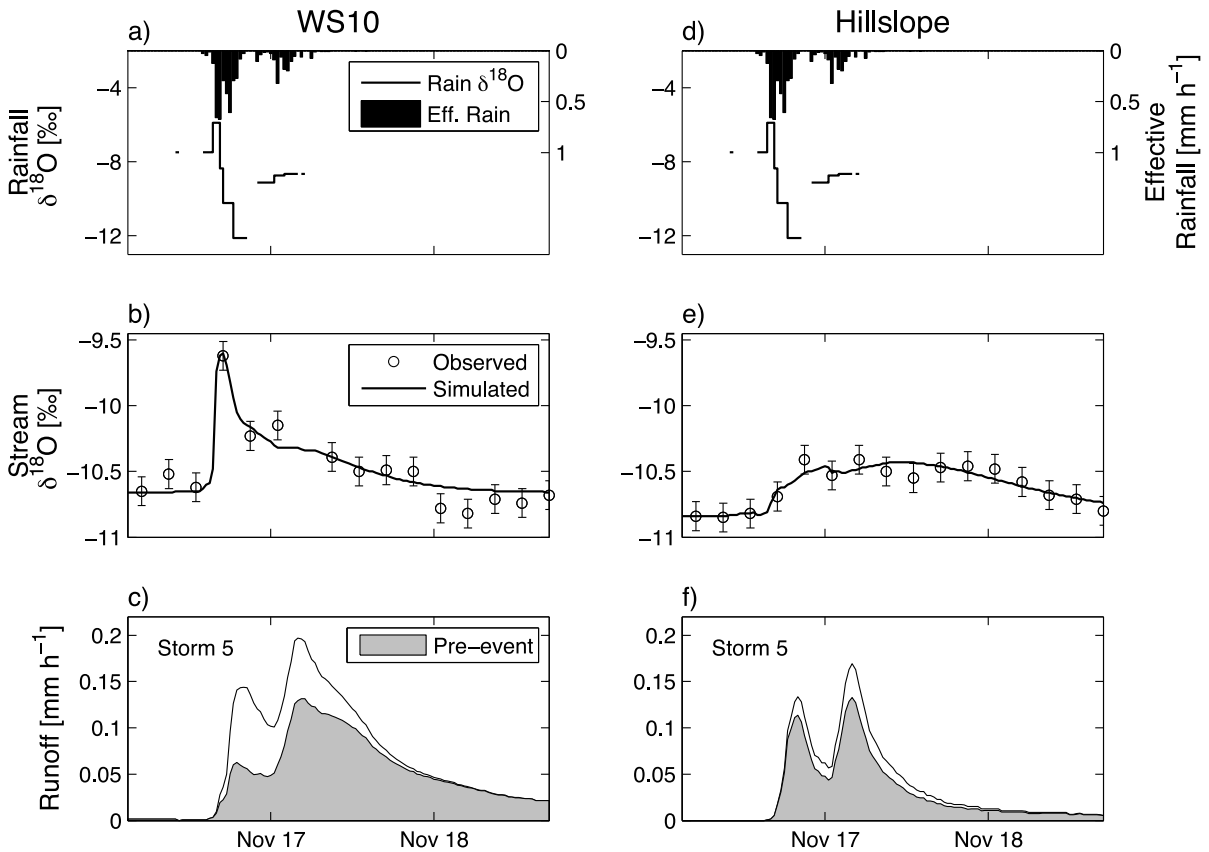 WS10
Hillslope
a)
d)
Rainfall
δ18O [‰]
−4
−6
−8
−10
−12
0
0.5
1
Rain δ18O
Eff. Rain
−4
−6
−8
−10
−12
0
0.5
1
Effective
Rainfall [mm h−1]
b)
e)
Stream
δ18O [‰]
−9.5
−10
−10.5
−11
Observed
Simulated
−9.5
−10
−10.5
−11
c)
f)
Runoff [mm h−1]
0.2
0.15
0.1
0.05
0
Storm 5
Pre−event
Nov 17
Nov 18
0.2
0.15
0.1
0.05
0
Storm 5
Nov 17
Nov 18